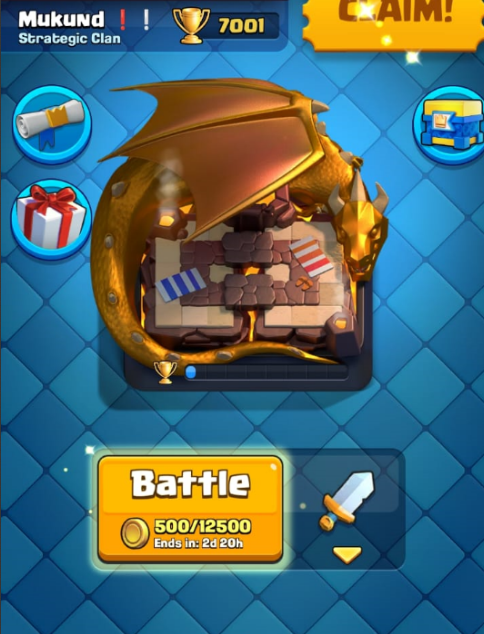 Mukund❗❕
CLAIM!
Strategic Clan
7001
Battle
500/12500
Ends in: 2d 20h